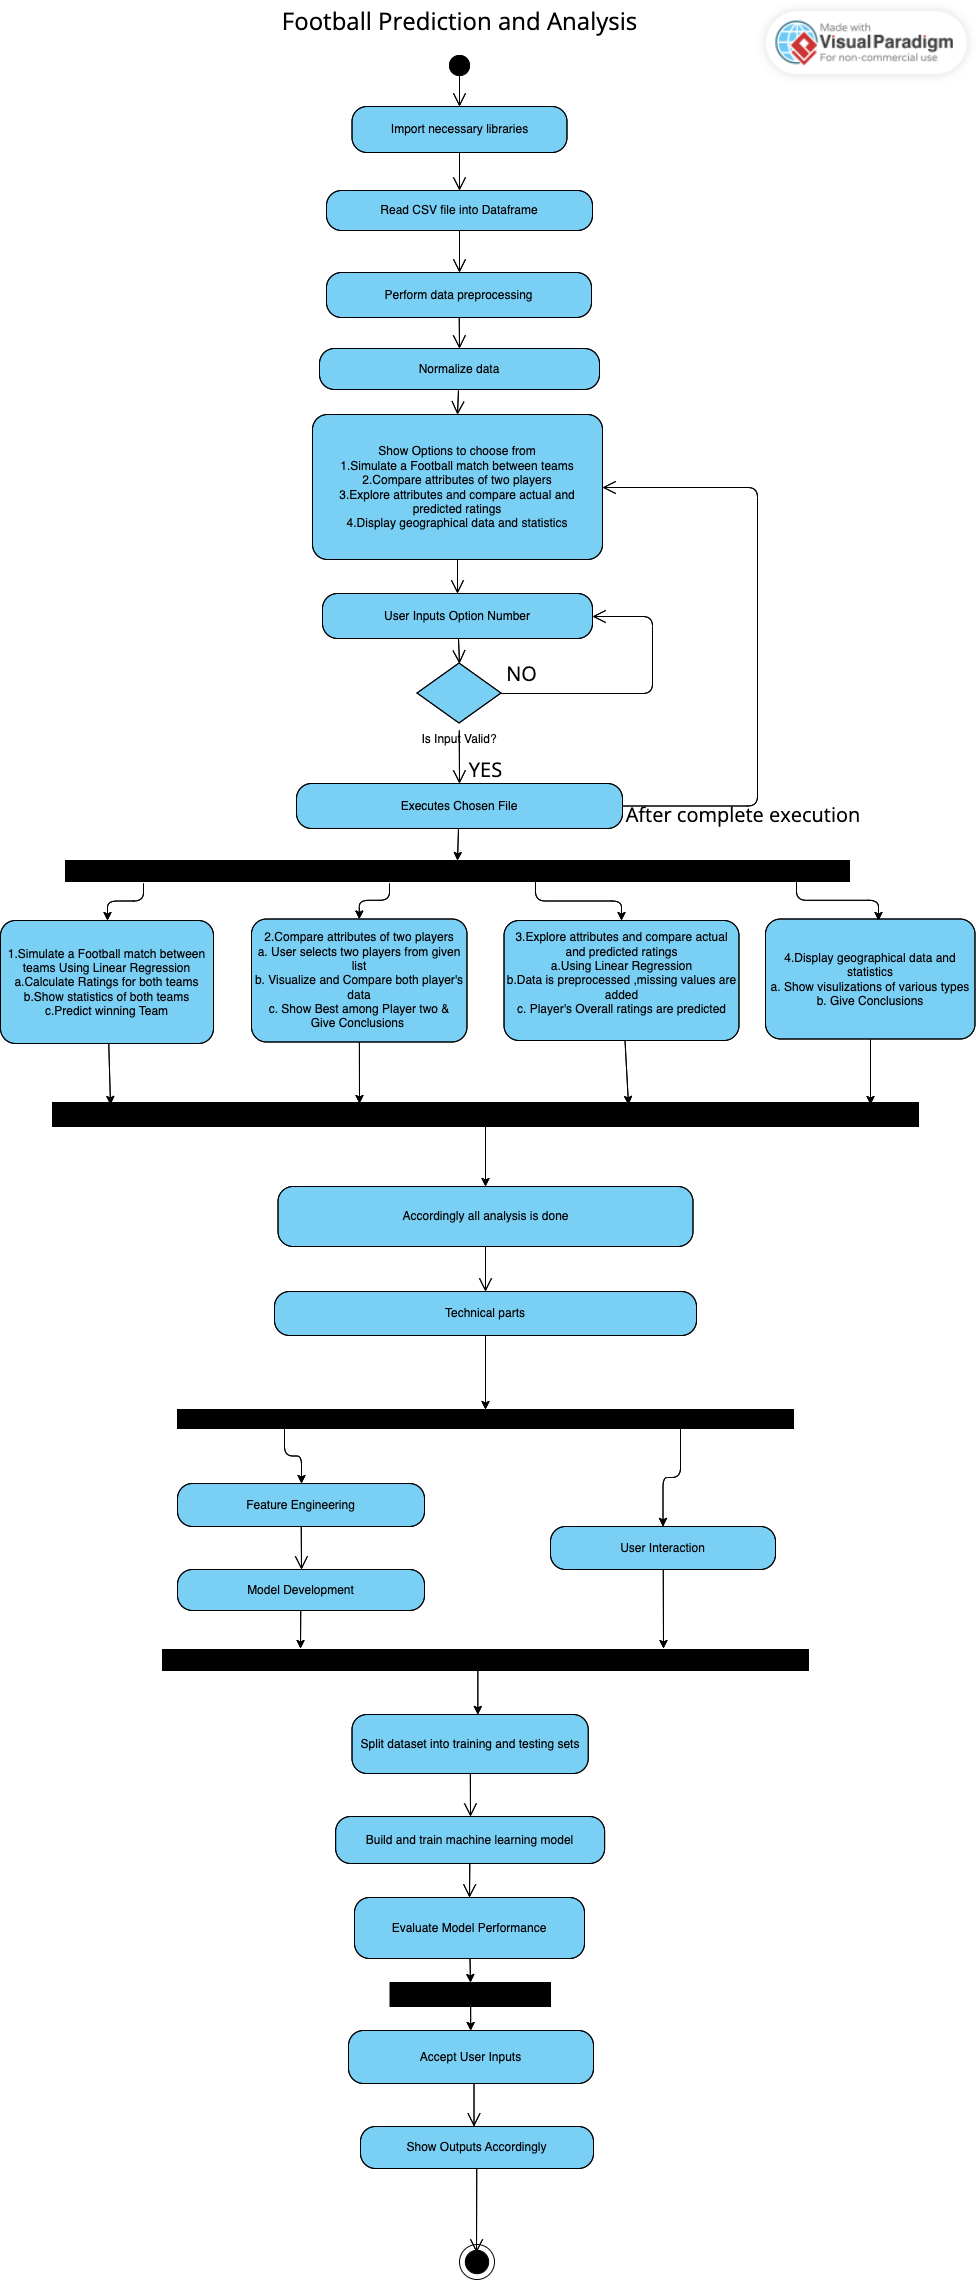 Football Prediction and Analysis
Made with
Visual Paradigm
For non-commercial use
Import necessary libraries
Read CSV file into Dataframe
Perform data preprocessing
Normalize data
Show Options to choose from
1.Simulate a Football match between teams
2.Compare attributes of two players
3.Explore attributes and compare actual and
predicted ratings
4.Display geographical data and statistics
User Inputs Option Number
NO
Is Input Valid?
YES
Executes Chosen File
After complete execution
1.Simulate a Football match between
teams Using Linear Regression
a.Calculate Ratings for both teams
b.Show statistics of both teams
c.Predict winning Team
2.Compare attributes of two players
a. User selects two players from given
list
b. Visualize and Compare both player's
data
c. Show Best among Player two &
Give Conclusions
3.Explore attributes and compare actual
and predicted ratings
a.Using Linear Regression
b.Data is preprocessed ,missing values are
added
c. Player's Overall ratings are predicted
4.Display geographical data and
statistics
a. Show visulizations of various types
b. Give Conclusions
Accordingly all analysis is done
Technical parts
Feature Engineering
User Interaction
Model Development
Split dataset into training and testing sets
Build and train machine learning model
Evaluate Model Performance
Accept User Inputs
Show Outputs Accordingly